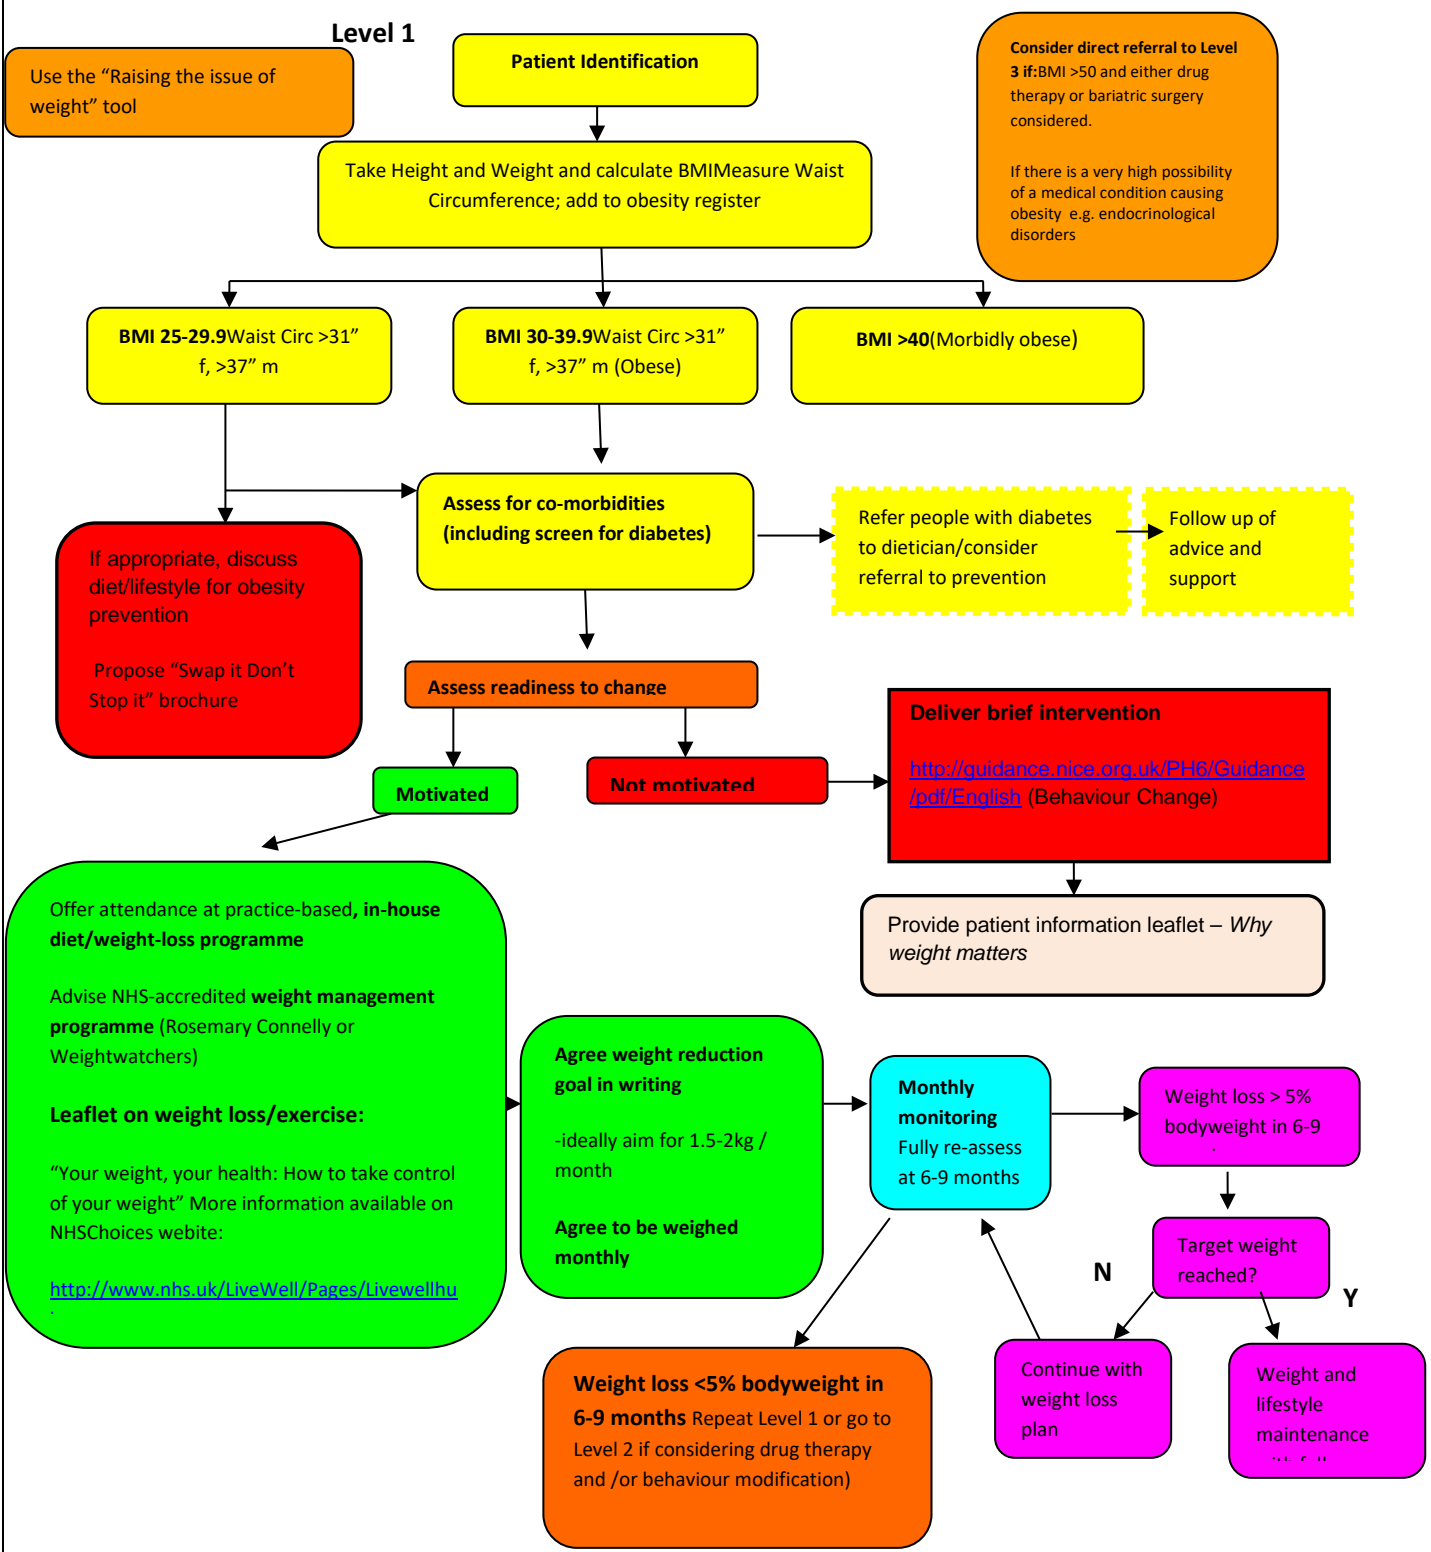 Level 1
Use the “Raising the issue of
weight” tool
Patient Identification
Consider direct referral to Level
3 if:BMI >50 and either drug
therapy or bariatric surgery
considered.
If there is a very high possibility
of a medical condition causing
obesity e.g. endocrinological
disorders
Take Height and Weight and calculate BMIMeasure Waist
Circumference; add to obesity register
BMI 25-29.9Waist Circ >31”
f, >37” m
BMI 30-39.9Waist Circ >31”
f, >37” m (Obese)
BMI >40(Morbidly obese)
Assess for co-morbidities
(including screen for diabetes)
Refer people with diabetes
to dietician/consider
referral to prevention
Follow up of
advice and
support
If appropriate, discuss
diet/lifestyle for obesity
prevention
Propose “Swap it Don’t
Stop it” brochure
Assess readiness to change
Motivated
Not motivated
Deliver brief intervention
http://guidance.nice.org.uk/PH6/Guidance
/pdf/English (Behaviour Change)
Provide patient information leaflet – Why
weight matters
Offer attendance at practice-based, in-house
diet/weight-loss programme
Advise NHS-accredited weight management
programme (Rosemary Connelly or
Weightwatchers)
Leaflet on weight loss/exercise:
“Your weight, your health: How to take control
of your weight” More information available on
NHSChoices webite:
http://www.nhs.uk/LiveWell/Pages/Livewellhu
Agree weight reduction
goal in writing
-ideally aim for 1.5-2kg /
month
Agree to be weighed
monthly
Monthly
monitoring
Fully re-assess
at 6-9 months
Weight loss > 5%
bodyweight in 6-9
Target weight
reached?
N
Y
Continue with
weight loss
plan
Weight and
lifestyle
maintenance
Weight loss <5% bodyweight in
6-9 months Repeat Level 1 or go to
Level 2 if considering drug therapy
and /or behaviour modification)